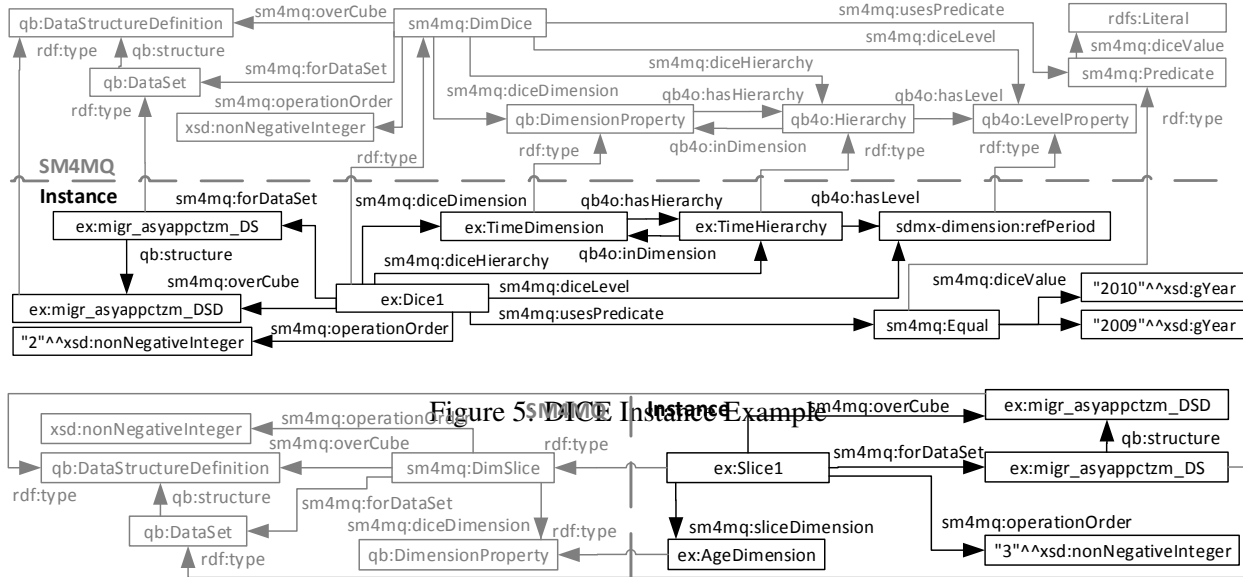 sm4mq:overCube
sm4mq:DimDice
sm4mq:usesPredicate
rdfs:Literal
qb:DataStructureDefinition
rdf:type
qb:structure
sm4mq:diceLevel
sm4mq:diceValue
qb:DataSet
sm4mq:forDataSet
sm4mq:diceHierarchy
sm4mq:Predicate
rdf:type
sm4mq:operationOrder
sm4mq:diceDimension
qb4o:hasHierarchy
qb4o:hasLevel
rdf:type
xsd:nonNegativeInteger
qb:DimensionProperty
qb4o:Hierarchy
qb4o:LevelProperty
rdf:type
rdf:type
qb4o:inDimension
rdf:type
rdf:type
SM4MQ
Instance
sm4mq:forDataSet
sm4mq:diceDimension
qb4o:hasHierarchy
qb4o:hasLevel
ex:migr_asyappctzm_DS
ex:TimeDimension
ex:TimeHierarchy
sdmx-dimension:refPeriod
qb:structure
qb4o:inDimension
sm4mq:diceHierarchy
sm4mq:overCube
sm4mq:diceLevel
sm4mq:diceValue
"2010"^^xsd:gYear
ex:migr_asyappctzm_DSD
ex:Dice1
sm4mq:operationOrder
sm4mq:usesPredicate
sm4mq:Equal
"2009"^^xsd:gYear
"2"^^xsd:nonNegativeInteger
Figure 5: DICE Instance Example
SM4MQ
Instance
sm4mq:overCube
ex:migr_asyappctzm_DSD
xsd:nonNegativeInteger
sm4mq:operationOrder
qb:structure
sm4mq:overCube
rdf:type
sm4mq:forDataSet
qb:DataStructureDefinition
sm4mq:DimSlice
ex:Slice1
ex:migr_asyappctzm_DS
rdf:type
qb:structure
sm4mq:forDataSet
qb:DataSet
sm4mq:diceDimension
rdf:type
sm4mq:sliceDimension
sm4mq:operationOrder
rdf:type
qb:DimensionProperty
ex:AgeDimension
"3"^^xsd:nonNegativeInteger